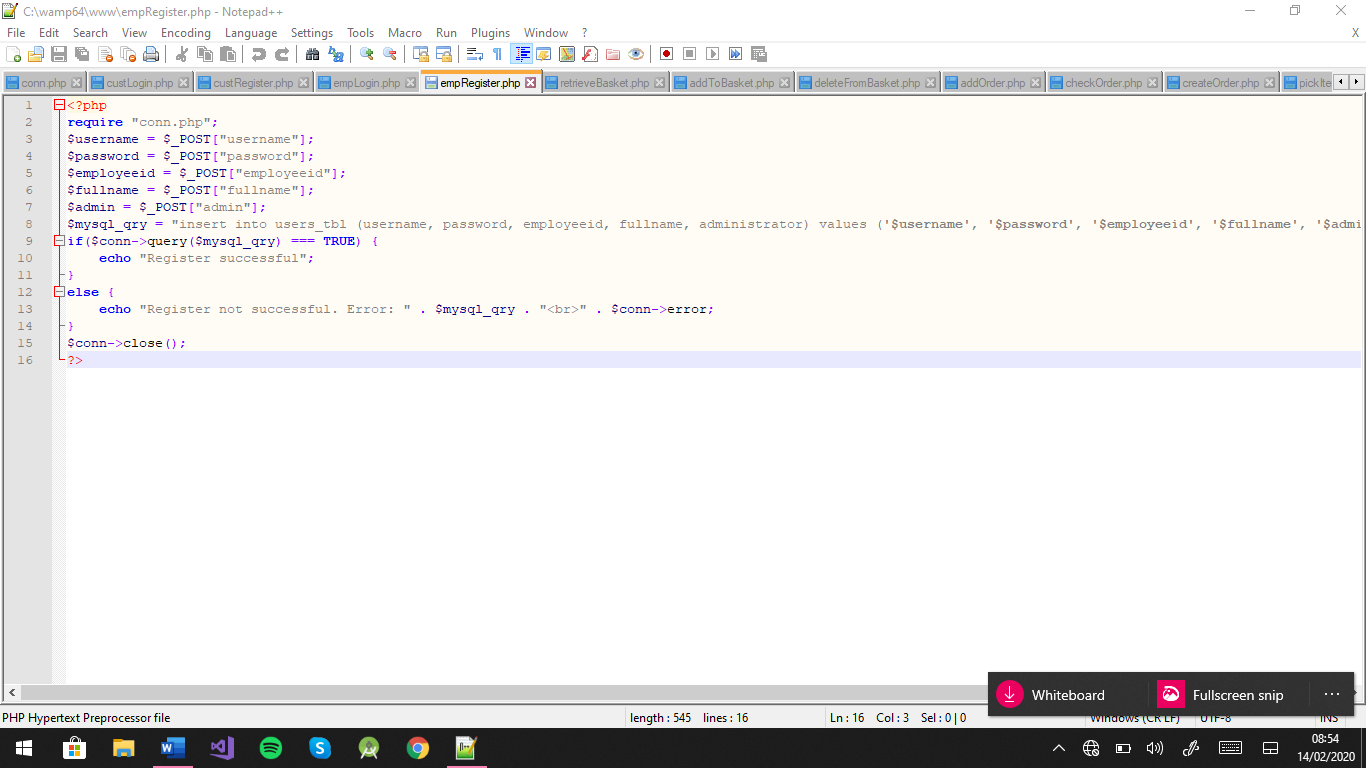 C:\wamp64\www\empRegister.php - Notepad++
File Edit Search View Encoding Language Settings Tools Macro Run Plugins Window ? X
conn.php custLogin.php custRegister.php empLogin.php empRegister.php retrieveBasket.php addToBasket.php deleteFromBasket.php addOrder.php checkOrder.php createOrder.php pickIte
1 <?php
2 require "conn.php";
3 $username = $_POST["username"];
4 $password = $_POST["password"];
5 $employeeid = $_POST["employeeid"];
6 $fullname = $_POST["fullname"];
7 $admin = $_POST["admin"];
8 $mysql_qry = "insert into users_tbl (username, password, employeeid, fullname, administrator) values ('$username', '$password', '$employeeid', '$fullname', '$admi
9 if($conn->query($mysql_qry) === TRUE) {
10 echo "Register successful";
11 }
12 else {
13 echo "Register not successful. Error: " . $mysql_qry . "<br>" . $conn->error;
14 }
15 $conn->close();
16 ?>
Whiteboard Fullscreen snip ...
PHP Hypertext Preprocessor file length : 545 lines : 16 Ln : 16 Col : 3 Sel : 0 | 0 Windows (CR LF) UTF-8 INS
08:54
14/02/2020